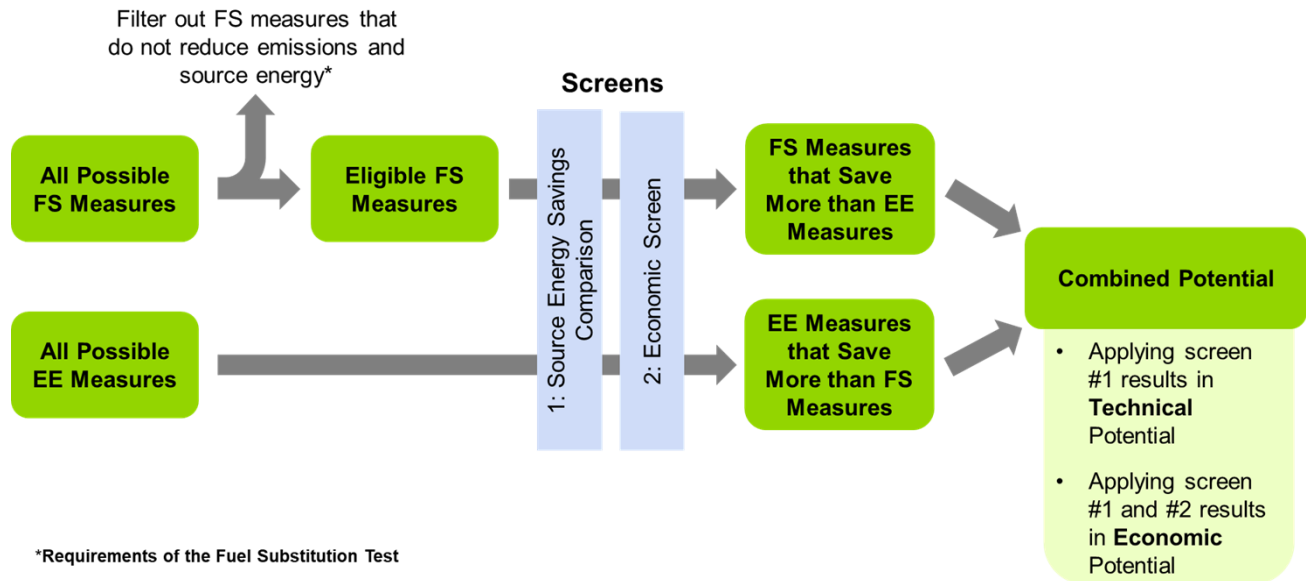 Filter out FS measures that
do not reduce emissions and
source energy*
Screens
All Possible
FS Measures
Eligible FS
Measures
1: Source Energy Savings
Comparison
2: Economic Screen
FS Measures
that Save
More than EE
Measures
All Possible
EE Measures
EE Measures
that Save
More than FS
Measures
Combined Potential
• Applying screen
#1 results in
Technical
Potential
• Applying screen
#1 and #2 results
in Economic
Potential
*Requirements of the Fuel Substitution Test